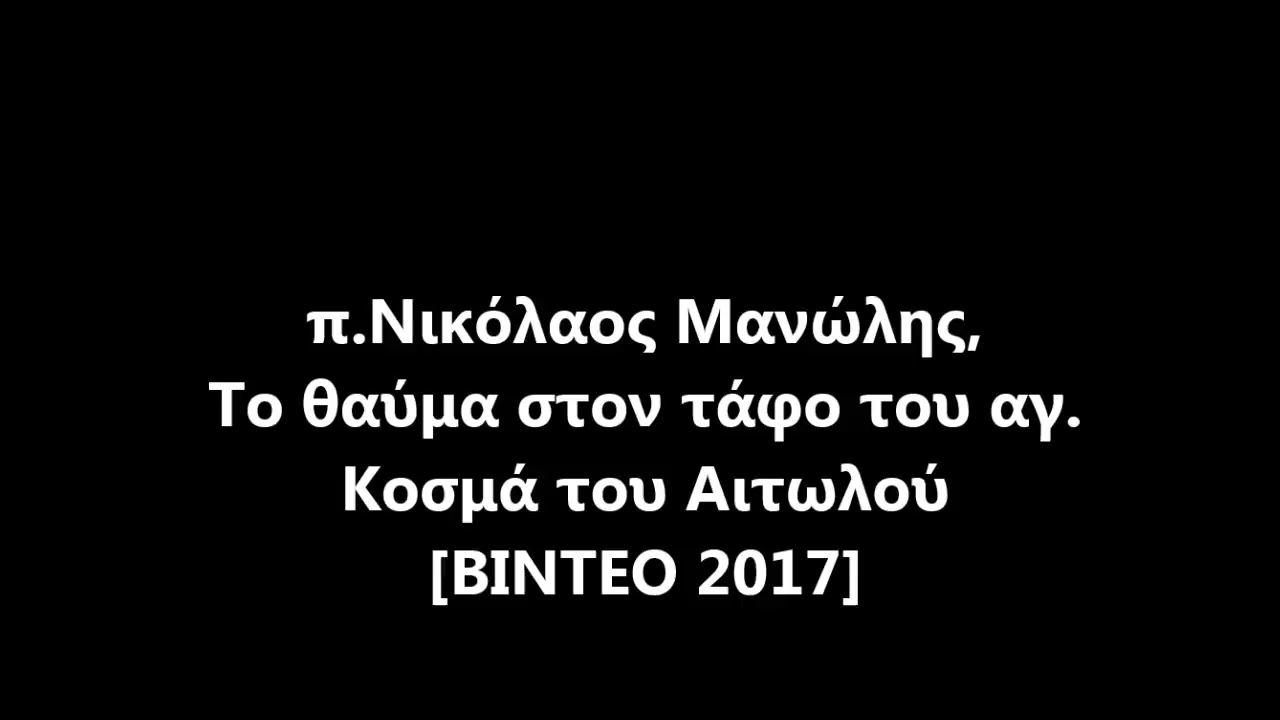 π.Νικόλαος Μανώλης,
Το θαύμα στον τάφο του αγ.
Κοσμά του Αιτωλού
[ΒΙΝΤΕΟ 2017]